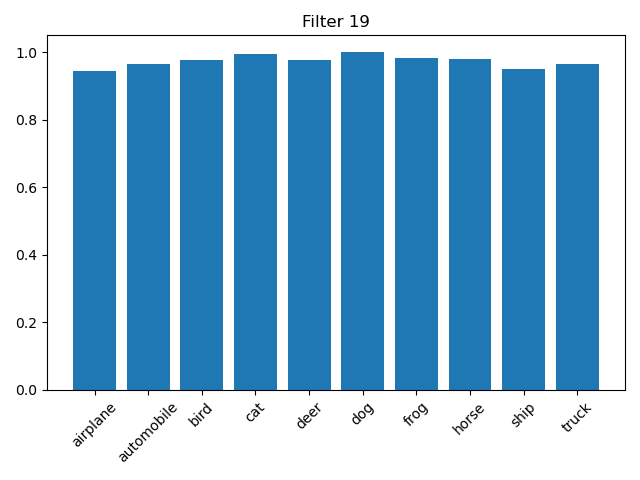 Filter 19
1.0
0.8
0.6
0.4
0.2
0.0
airplane
automobile
bird
cat
deer
dog
frog
horse
ship
truck